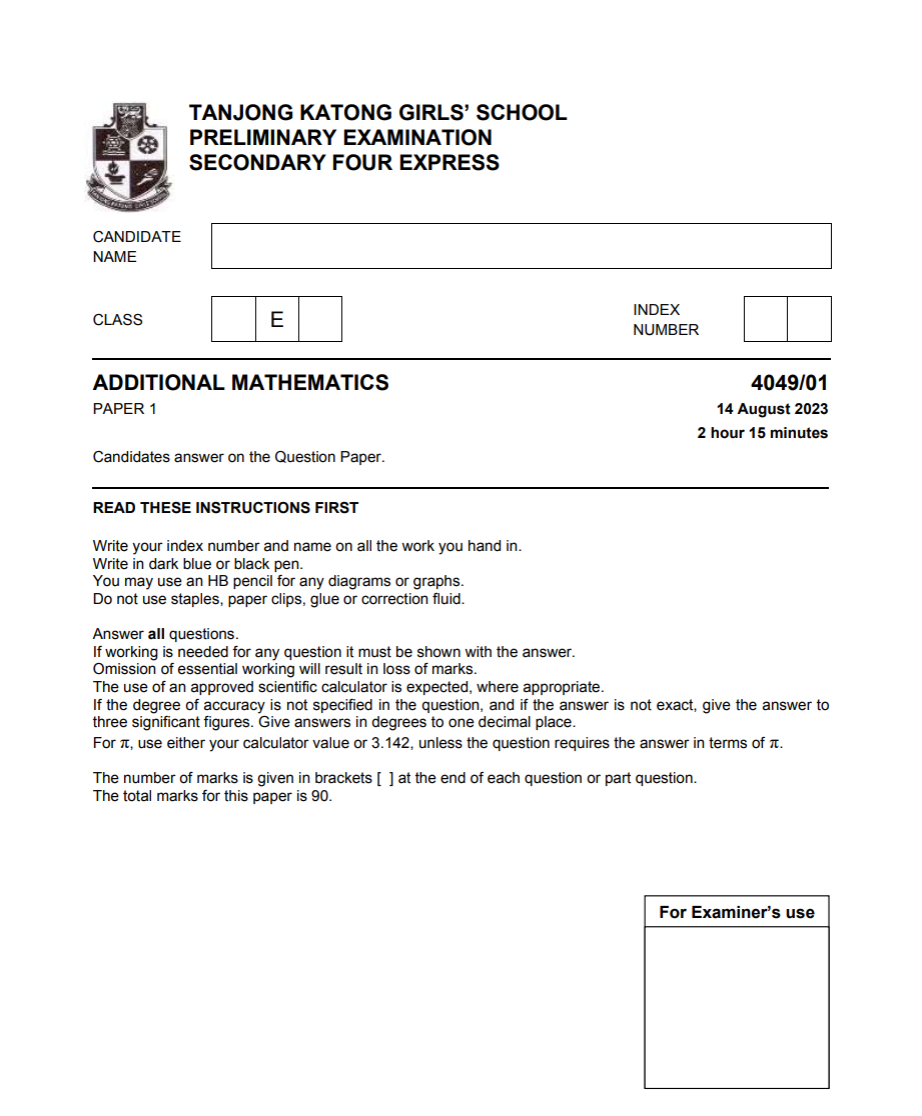 TANJONG KATONG GIRLS' SCHOOL
PRELIMINARY EXAMINATION
SECONDARY FOUR EXPRESS
TANJONG KATONG GIRLS SCHOOL
CANDIDATE
NAME
CLASS
E
INDEX
NUMBER
ADDITIONAL MATHEMATICS
4049/01
PAPER 1
14 August 2023
2 hour 15 minutes
Candidates answer on the Question Paper.
READ THESE INSTRUCTIONS FIRST
Write your index number and name on all the work you hand in.
Write in dark blue or black pen.
You may use an HB pencil for any diagrams or graphs.
Do not use staples, paper clips, glue or correction fluid.
Answer all questions.
If working is needed for any question it must be shown with the answer.
Omission of essential working will result in loss of marks.
The use of an approved scientific calculator is expected, where appropriate.
If the degree of accuracy is not specified in the question, and if the answer is not exact, give the answer to
three significant figures. Give answers in degrees to one decimal place.
For π, use either your calculator value or 3.142, unless the question requires the answer in terms of π.
The number of marks is given in brackets [ ] at the end of each question or part question.
The total marks for this paper is 90.
For Examiner's use